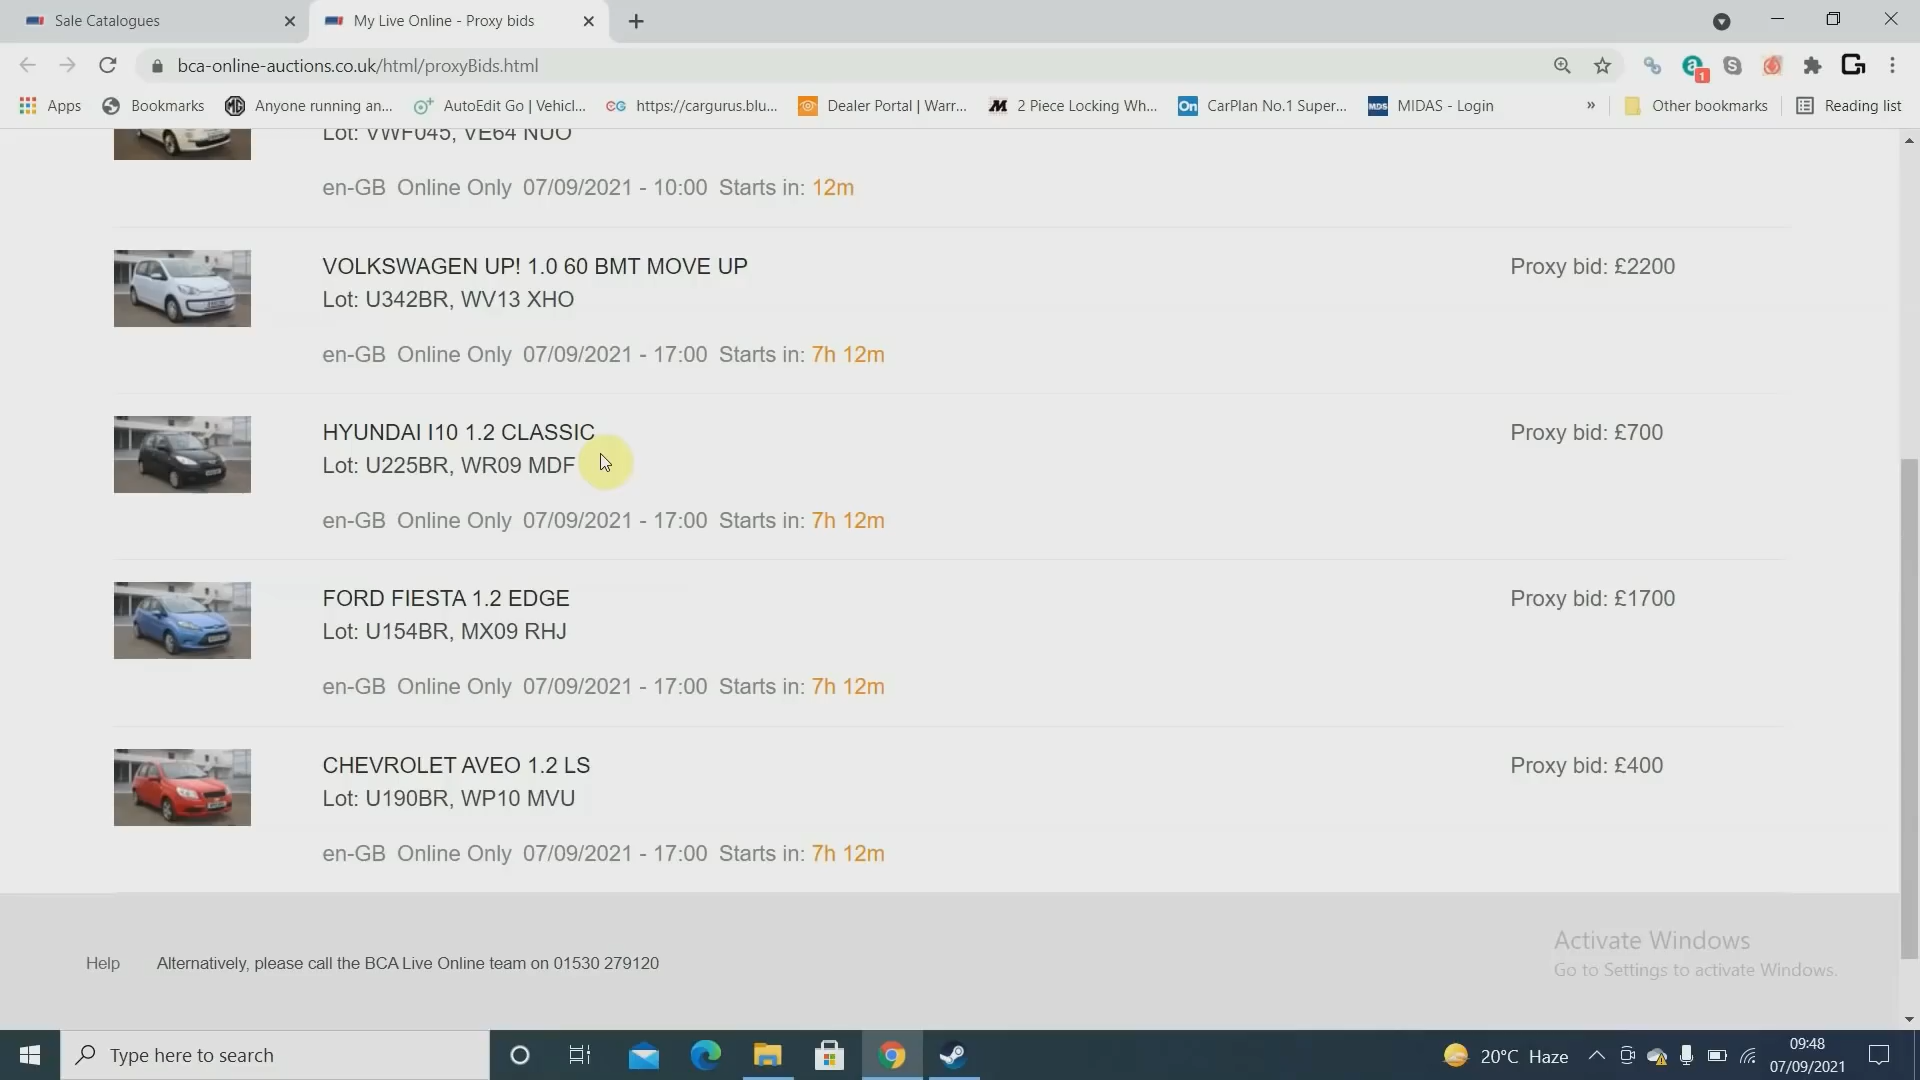 Sale Catalogues
My Live Online - Proxy bids
bca-online-auctions.co.uk/html/proxyBids.html
1
Apps
Bookmarks
Anyone running an...
AutoEdit Go | Vehicl...
https://cargurus.blu...
Dealer Portal | Warr...
2 Piece Locking Wh...
On
CarPlan No.1 Super...
MDS
MIDAS - Login
»
Other bookmarks
Reading list
Lot: VWF045, VE64 NUO
en-GB Online Only 07/09/2021 - 10:00 Starts in: 12m
VOLKSWAGEN UP! 1.0 60 BMT MOVE UP
Proxy bid: £2200
Lot: U342BR, WV13 XHO
en-GB Online Only 07/09/2021 - 17:00 Starts in: 7h 12m
HYUNDAI I10 1.2 CLASSIC
Proxy bid: £700
Lot: U225BR, WR09 MDF
en-GB Online Only 07/09/2021 - 17:00 Starts in: 7h 12m
FORD FIESTA 1.2 EDGE
Proxy bid: £1700
Lot: U154BR, MX09 RHJ
en-GB Online Only 07/09/2021 - 17:00 Starts in: 7h 12m
CHEVROLET AVEO 1.2 LS
Proxy bid: £400
Lot: U190BR, WP10 MVU
en-GB Online Only 07/09/2021 - 17:00 Starts in: 7h 12m
Activate Windows
Go to Settings to activate Windows.
Help
Alternatively, please call the BCA Live Online team on 01530 279120
Type here to search
20°C Haze
09:48
07/09/2021